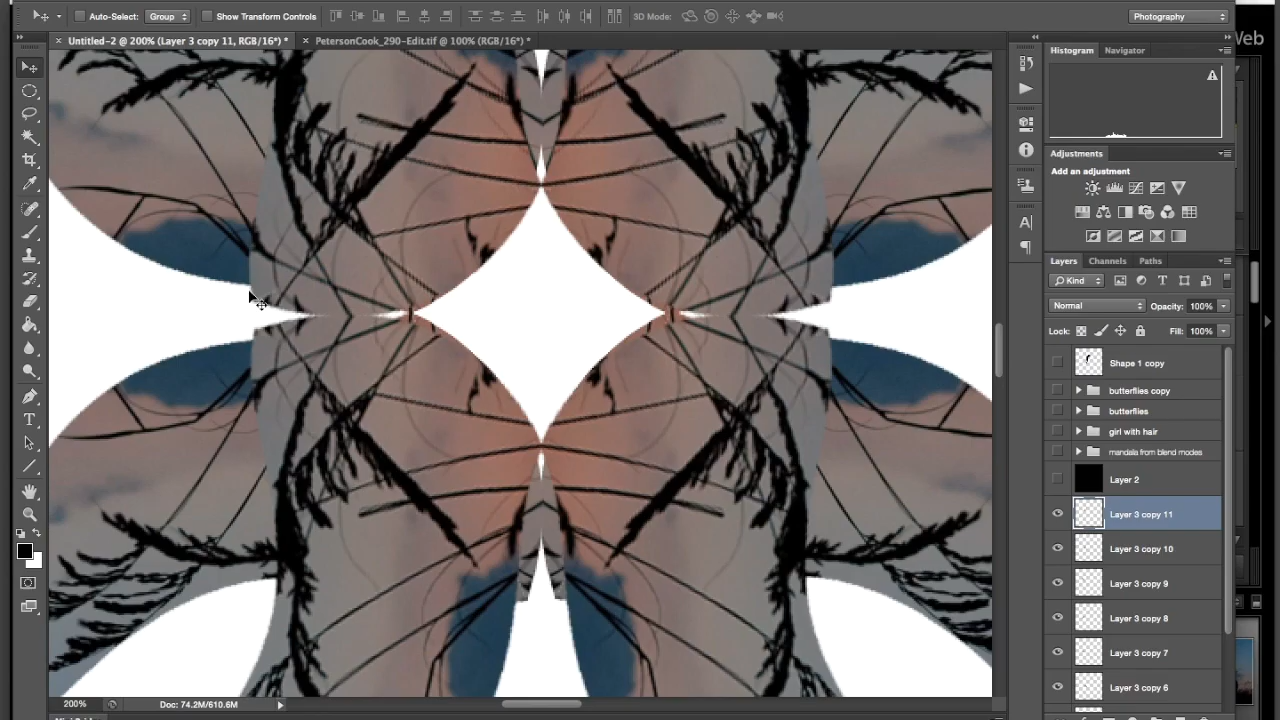 Auto-Select: Group Show Transform Controls 3D Mode: Photography
Untitled-2 @ 200% (Layer 3 copy 11, RGB/16*) * PetersonCook_290-Edit.tif @ 100% (RGB/16*) *
Web
Histogram Navigator
Adjustments
Add an adjustment
Layers Channels Paths
Kind
Normal Opacity: 100%
Lock: Fill: 100%
Shape 1 copy
butterflies copy
butterflies
girl with hair
mandala from blend modes
Layer 2
Layer 3 copy 11
Layer 3 copy 10
Layer 3 copy 9
Layer 3 copy 8
Layer 3 copy 7
Layer 3 copy 6
200% Doc: 74.2M/610.6M